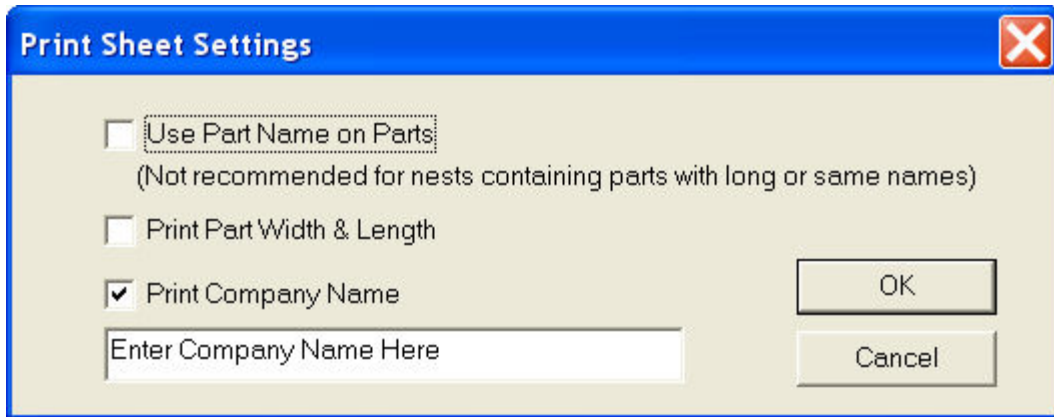 Print Sheet Settings
Use Part Name on Parts
(Not recommended for nests containing parts with long or same names)
Print Part Width & Length
Print Company Name
OK
Enter Company Name Here
Cancel